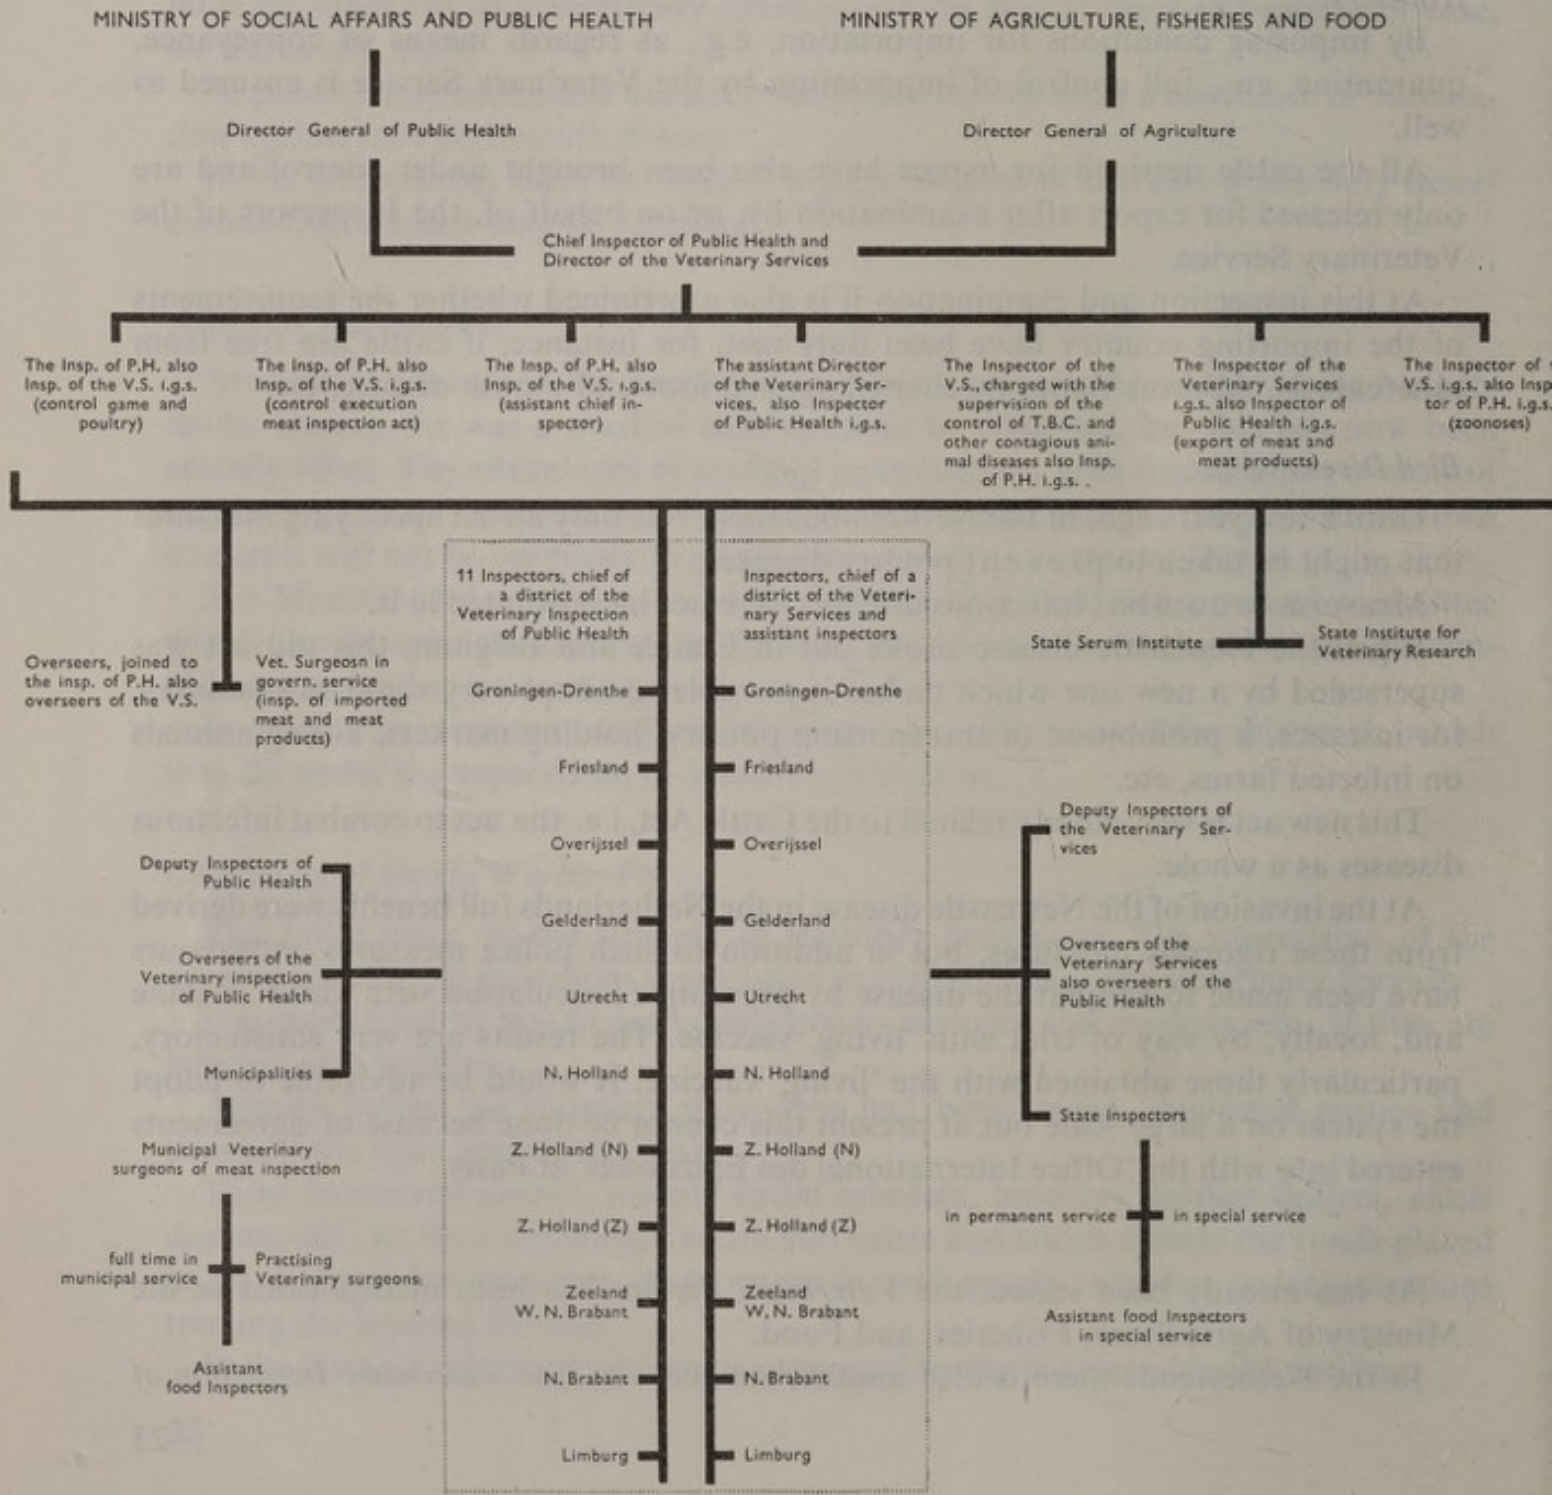 MINISTRY OF SOCIAL AFFAIRS AND PUBLIC HEALTH
MINISTRY OF AGRICULTURE, FISHERIES AND FOOD
Director General of Public Health
Director General of Agriculture
Chief Inspector of Public Health and
Director of the Veterinary Services
The Insp. of P.H. also
Insp. of the V.S. i.g.s.
(control game and
poultry)
The Insp. of P.H. also
Insp. of the V.S. i.g.s.
(control execution
meat inspection act)
The Insp. of P.H. also
Insp. of the V.S. i.g.s.
(assistant chief in-
spector)
The assistant Director
of the Veterinary Ser-
vices, also Inspector
of Public Health i.g.s.
The Inspector of the
V.S., charged with the
supervision of the
control of T.B.C. and
other contagious ani-
mal diseases also Insp.
of P.H. i.g.s.
The Inspector of the
Veterinary Services
i.g.s. also Inspector of
Public Health i.g.s.
(export of meat and
meat products)
The Inspector of
V.S. i.g.s. also Insp
tor of P.H. i.g.s.
(zoonoses)
Overseers, joined to
the insp. of P.H. also
overseers of the V.S.
Vet. Surgeosn in
govern. service
(insp. of imported
meat and meat
products)
11 Inspectors, chief of
a district of the
Veterinary Inspection
of Public Health
Groningen-Drenthe
Friesland
Overijssel
Gelderland
Utrecht
N. Holland
Z. Holland (N)
Z. Holland (Z)
Zeeland
W. N. Brabant
N. Brabant
Limburg
Inspectors, chief of a
district of the Veteri-
nary Services and
assistant inspectors
Groningen-Drenthe
Friesland
Overijssel
Gelderland
Utrecht
N. Holland
Z. Holland (N)
Z. Holland (Z)
Zeeland
W. N. Brabant
N. Brabant
Limburg
State Serum Institute
State Institute for
Veterinary Research
Deputy Inspectors of
Public Health
Overseers of the
Veterinary inspection
of Public Health
Municipalities
Municipal Veterinary
surgeons of meat inspection
full time in
municipal service
Practising
Veterinary surgeons
Assistant
food Inspectors
Deputy Inspectors of
the Veterinary Ser-
vices
Overseers of the
Veterinary Services
also overseers of the
Public Health
State Inspectors
in permanent service
in special service
Assistant food Inspectors
in special service